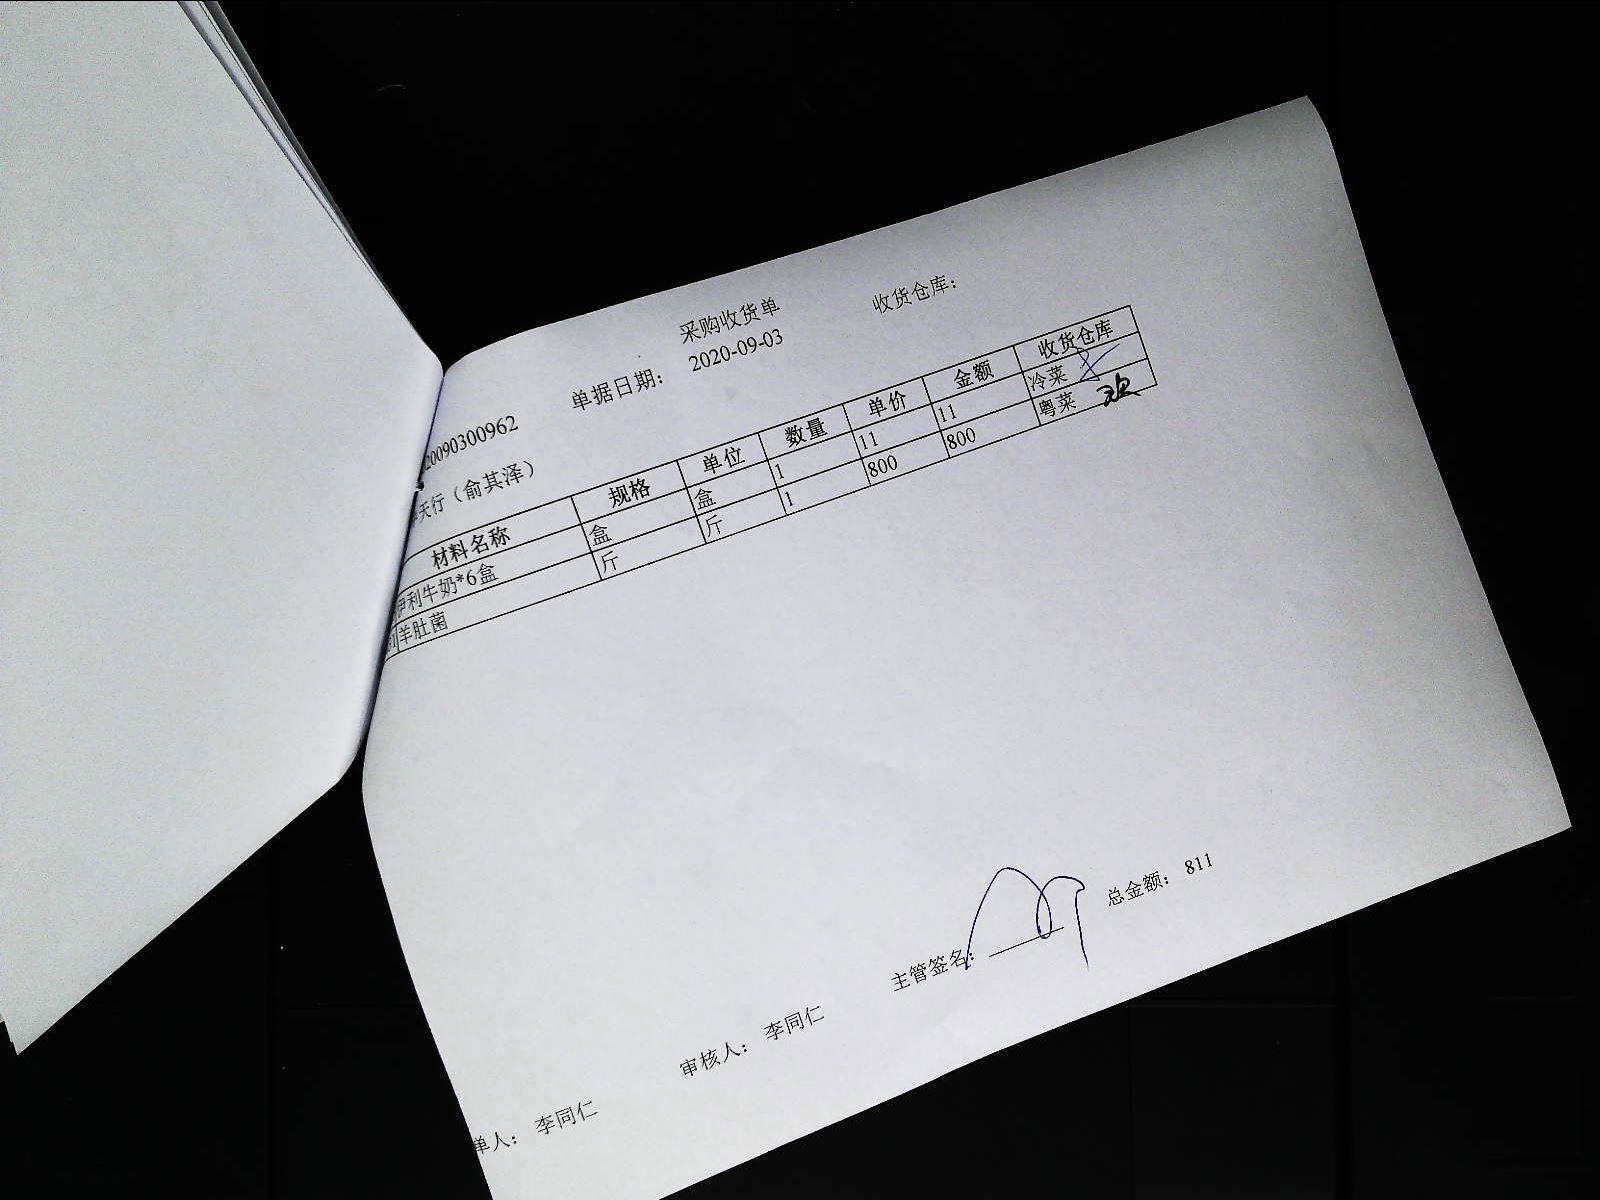 采购收货单
收货仓库：
20090300962 单据日期： 2020-09-03
天行（俞其泽）
材料名称 规格 单位 数量 单价 金额 收货仓库
伊利牛奶*6盒 盒 盒 1 11 11 冷菜
羊肚菌 斤 斤 1 800 800 粤菜
单人： 李同仁 审核人： 李同仁 主管签名： 总金额： 811